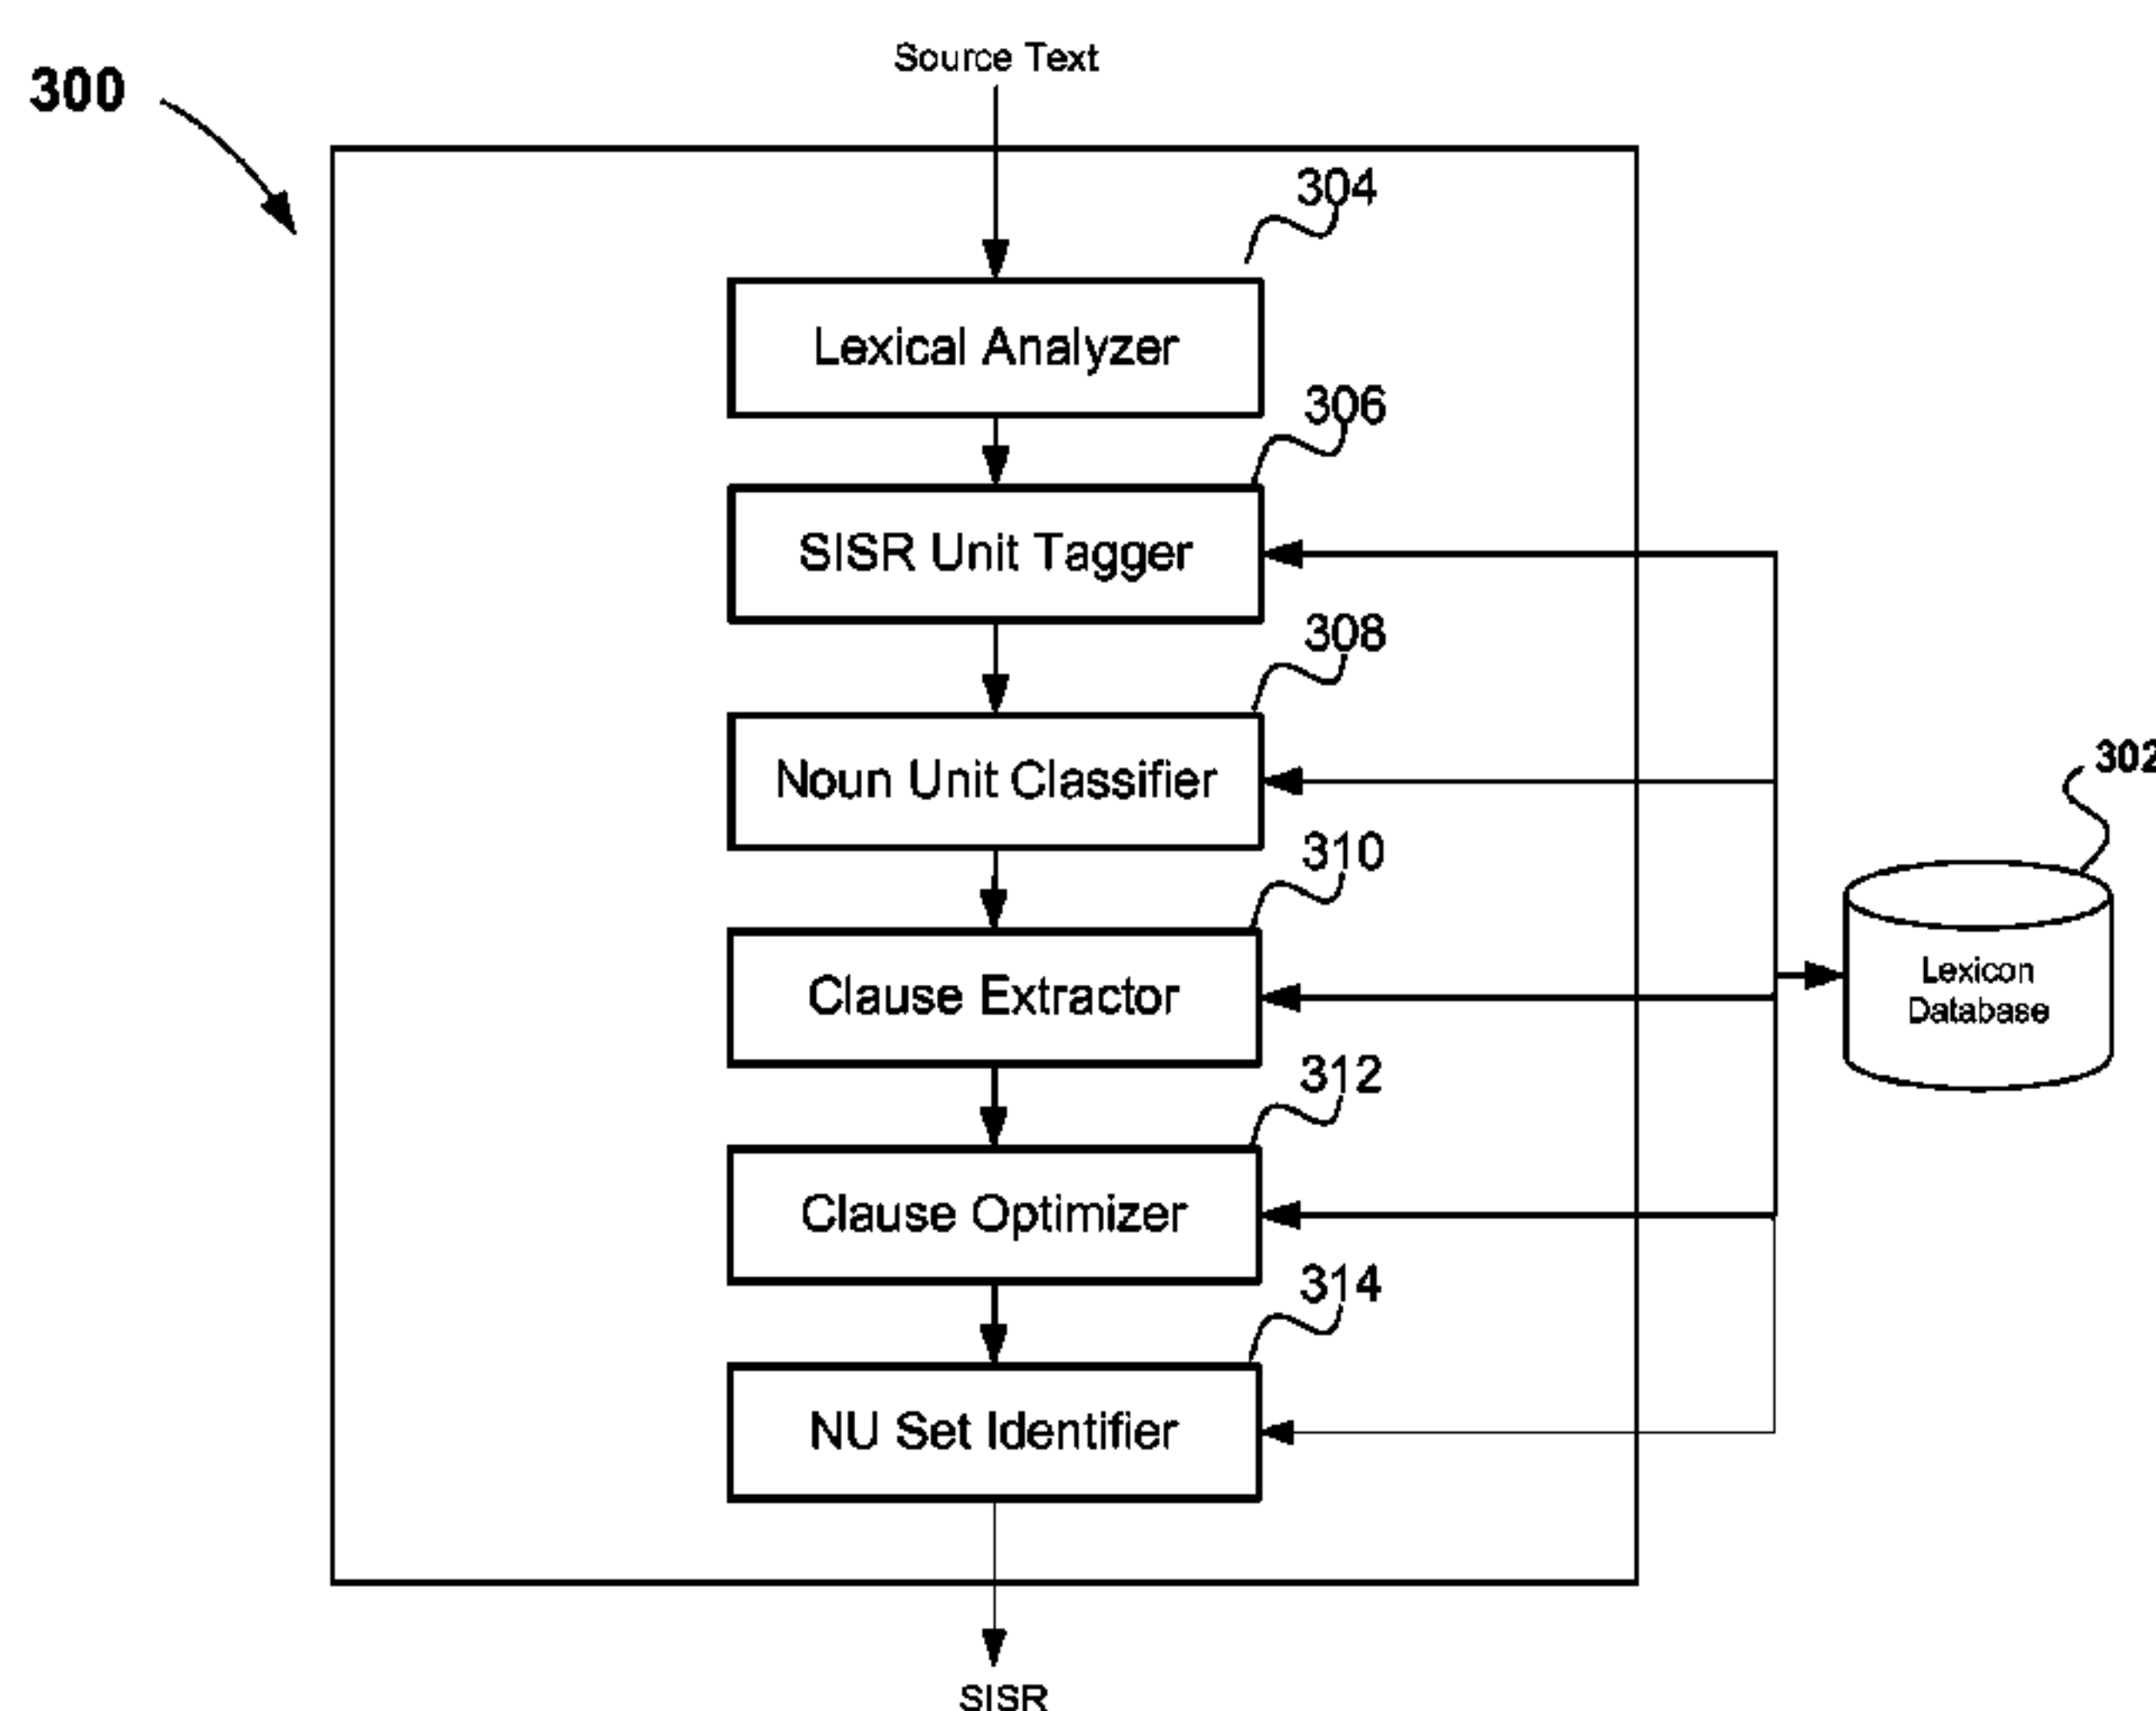 Source Text
300
304
Lexical Analyzer
306
SISR Unit Tagger
308
Noun Unit Classifier
302
310
Clause Extractor
Lexicon
Database
312
Clause Optimizer
314
NU Set Identifier
SISR